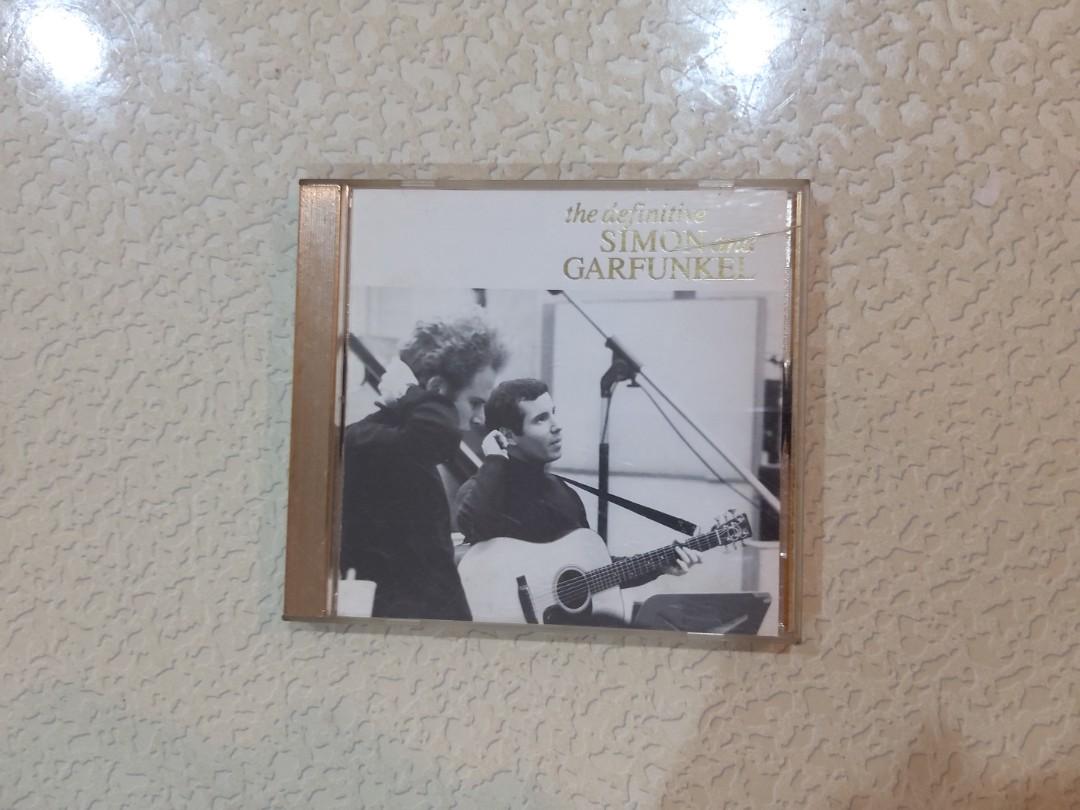 the definitive
SIMON and
GARFUNKEL